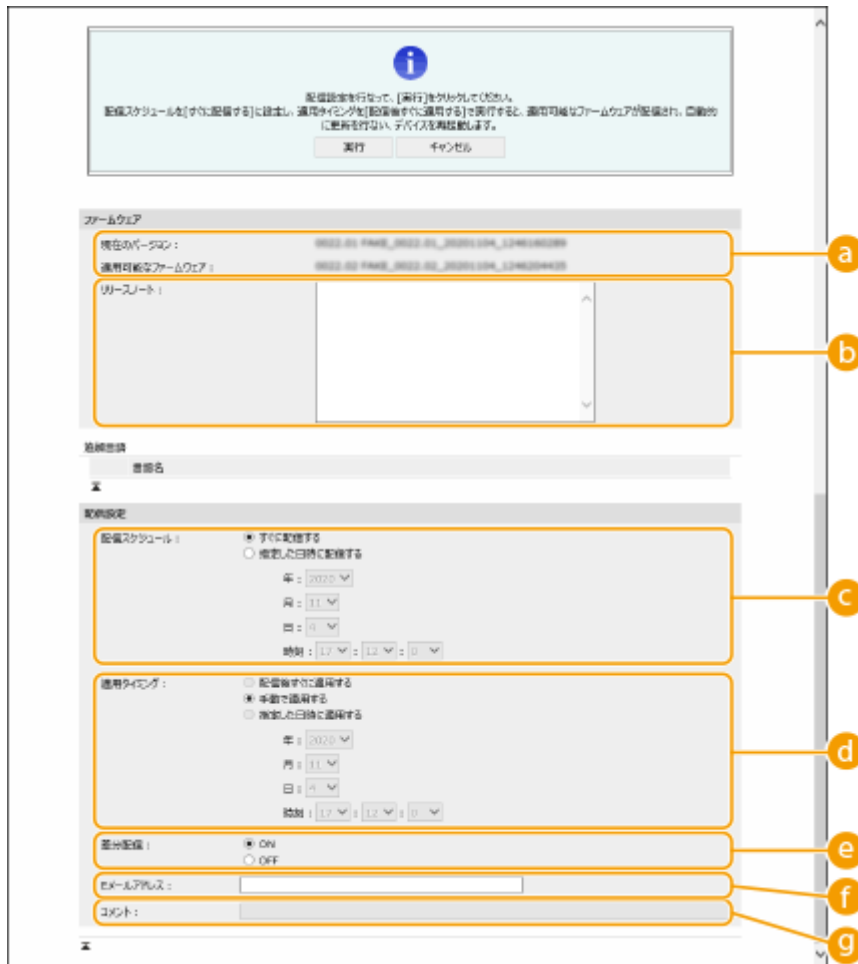 配信設定を行なって、[実行]をクリックしてください。
配信スケジュールを[すぐに配信する]に設定し、適用タイミングを[配信後すぐに適用する]で実行すると、適用可能なファームウェアが配信され、自動的
に更新を行ない、デバイスを再起動します。
実行 キャンセル
ファームウェア
現在のバージョン：
a
適用可能なファームウェア：
リリースノート：
b
言語名
配信設定
配信スケジュール： すぐに配信する
指定した日時に配信する
年： 2020
c
月： 11
日： 4
時刻： 17 : 12 : 0
適用タイミング： 配信後すぐに適用する
手動で適用する
指定した日時に適用する
年： 2020
d
月： 11
日： 4
時刻： 17 : 12 : 0
差分配信： ON
e
OFF
Eメールアドレス：
f
コメント：
g